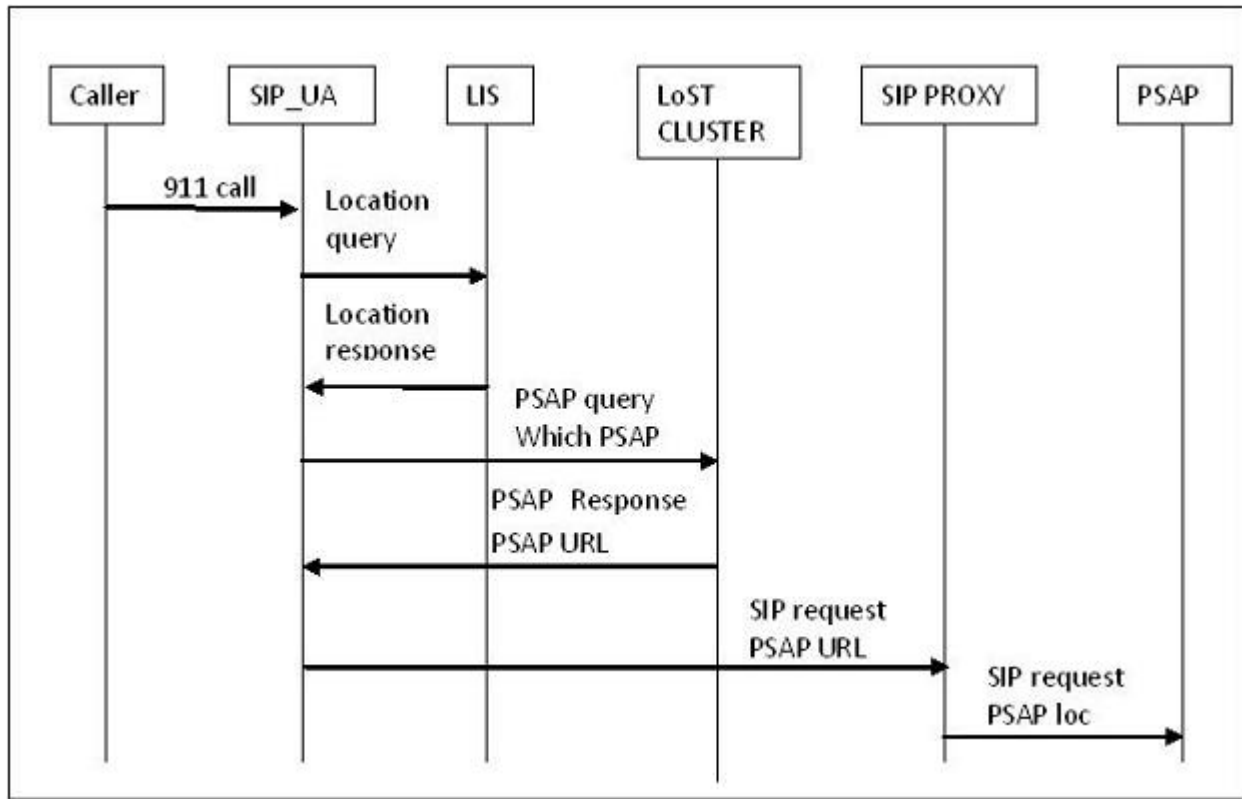 Caller
SIP_UA
LIS
LoST
CLUSTER
SIP PROXY
PSAP
911 call
Location
query
Location
response
PSAP query
Which PSAP
PSAP Response
PSAP URL
SIP request
PSAP URL
SIP request
PSAP loc